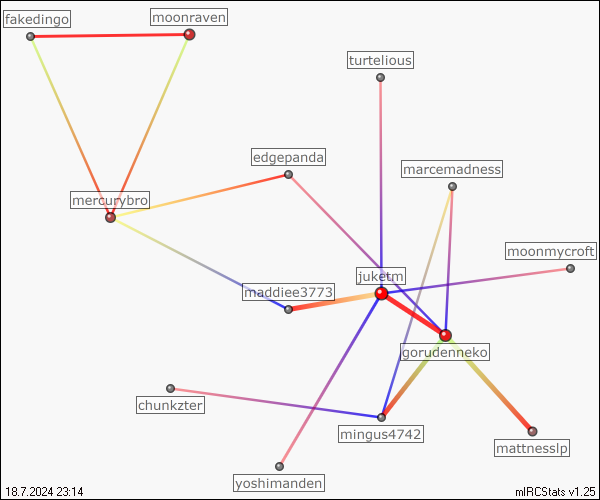 fakedingo
moonraven
turtelious
edgepanda
marcemadness
mercurybro
moonmycroft
juketm
maddiee3773
gorudenneko
chunkzter
mingus4742
mattnesslp
yoshimanden
18.7.2024 23:14
mIRCStats v1.25